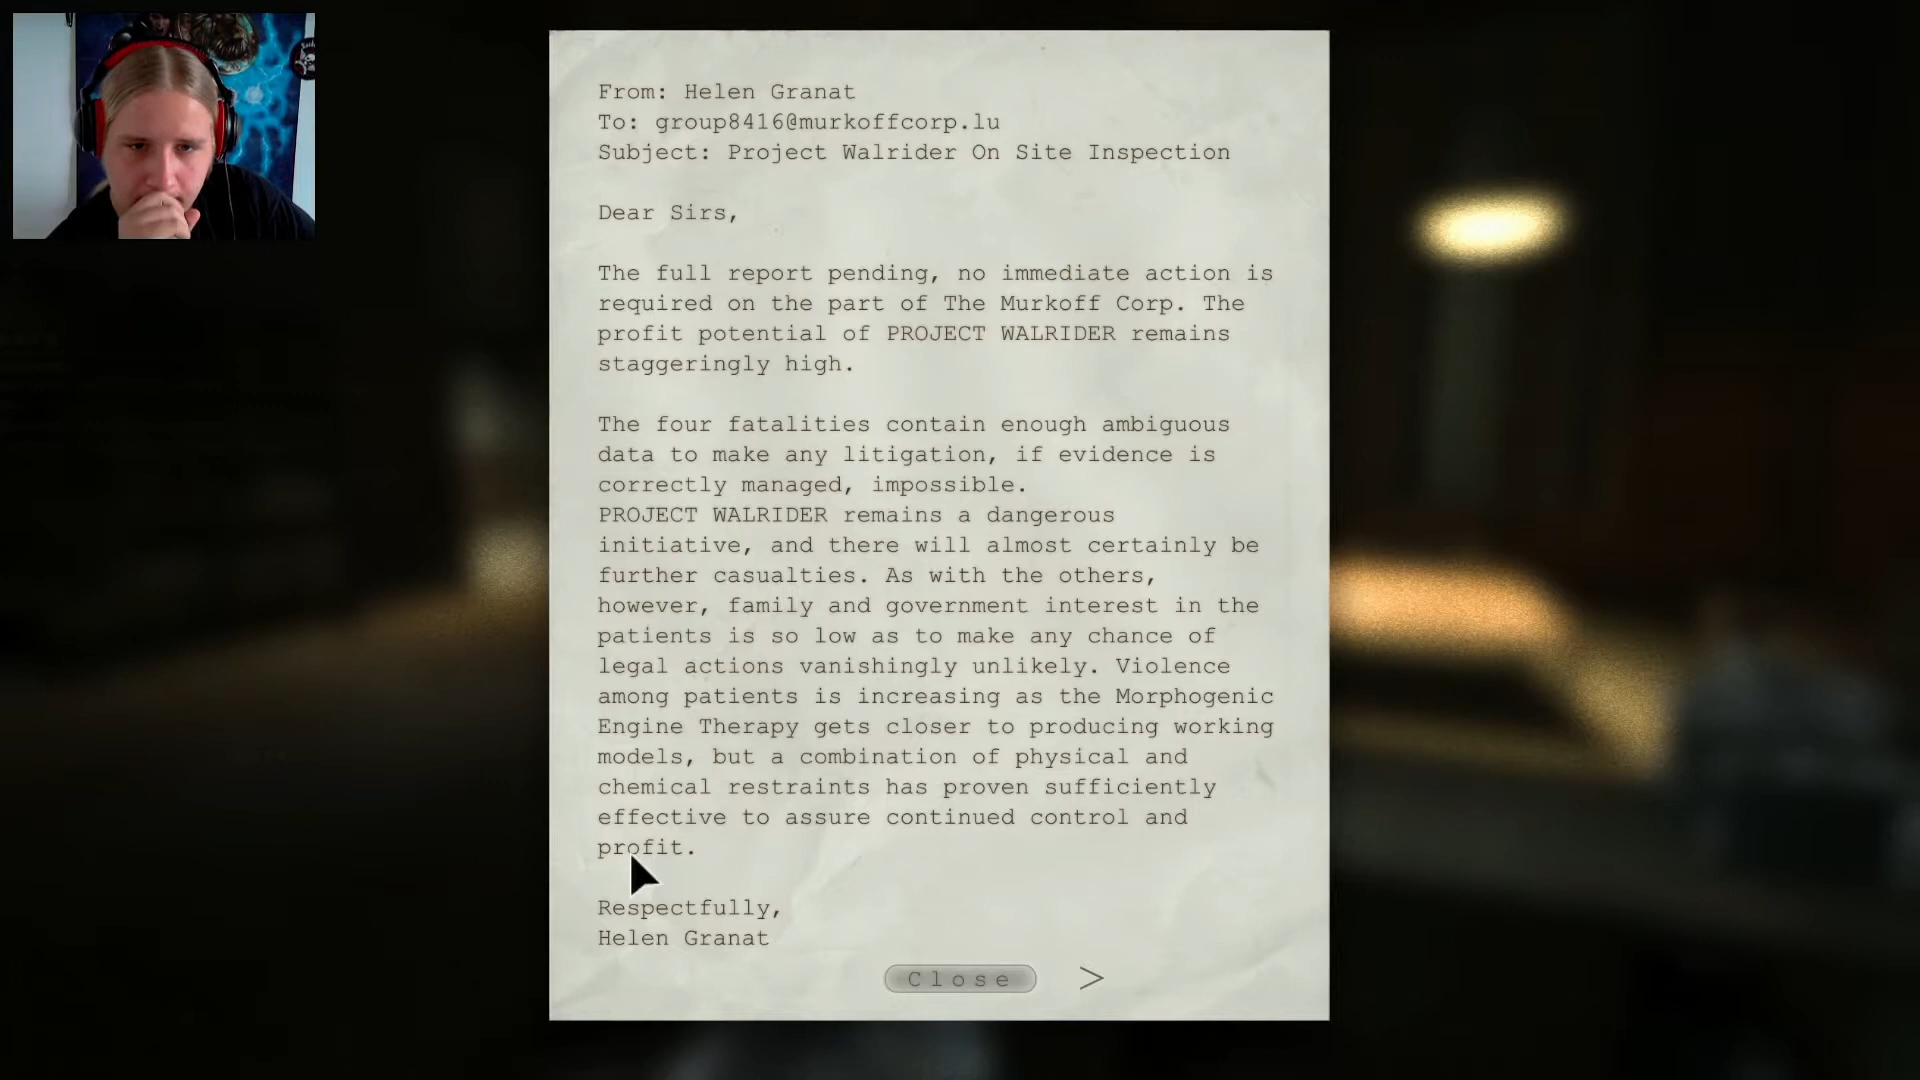 From: Helen Granat
To: group8416@murkoffcorp.lu
Subject: Project Walrider On Site Inspection
Dear Sirs,
The full report pending, no immediate action is
required on the part of The Murkoff Corp. The
profit potential of PROJECT WALRIDER remains
staggeringly high.
The four fatalities contain enough ambiguous
data to make any litigation, if evidence is
correctly managed, impossible.
PROJECT WALRIDER remains a dangerous
initiative, and there will almost certainly be
further casualties. As with the others,
however, family and government interest in the
patients is so low as to make any chance of
legal actions vanishingly unlikely. Violence
among patients is increasing as the Morphogenic
Engine Therapy gets closer to producing working
models, but a combination of physical and
chemical restraints has proven sufficiently
effective to assure continued control and
profit.
Respectfully,
Helen Granat
Close >